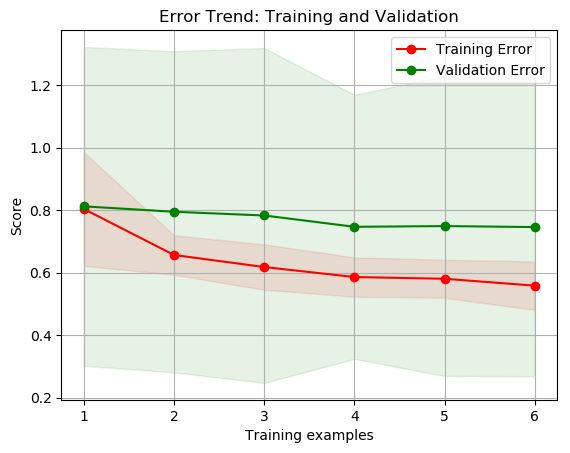 Error Trend: Training and Validation
Training Error
Validation Error
Score
1.2
1.0
0.8
0.6
0.4
0.2
1 2 3 4 5 6
Training examples